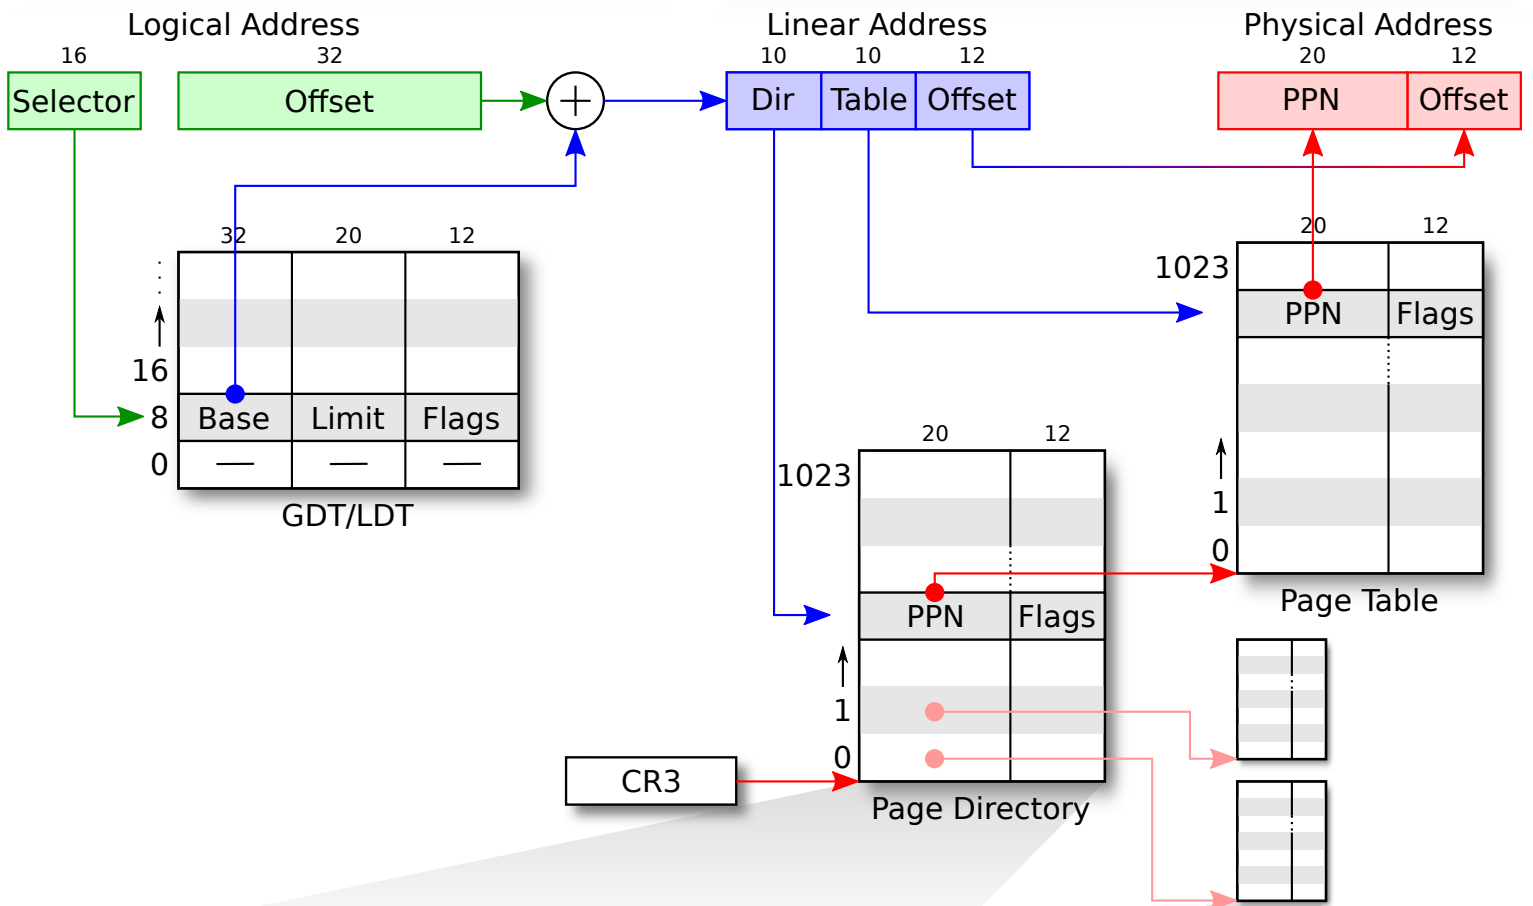 Logical Address
Linear Address
Physical Address
16
32
10
10
12
20
12
Selector
Offset
+
Dir
Table
Offset
PPN
Offset
32
20
12
20
12
1023
PPN
Flags
16
8
Base
Limit
Flags
0
GDT/LDT
20
12
1023
1
0
Page Table
PPN
Flags
1
0
CR3
Page Directory